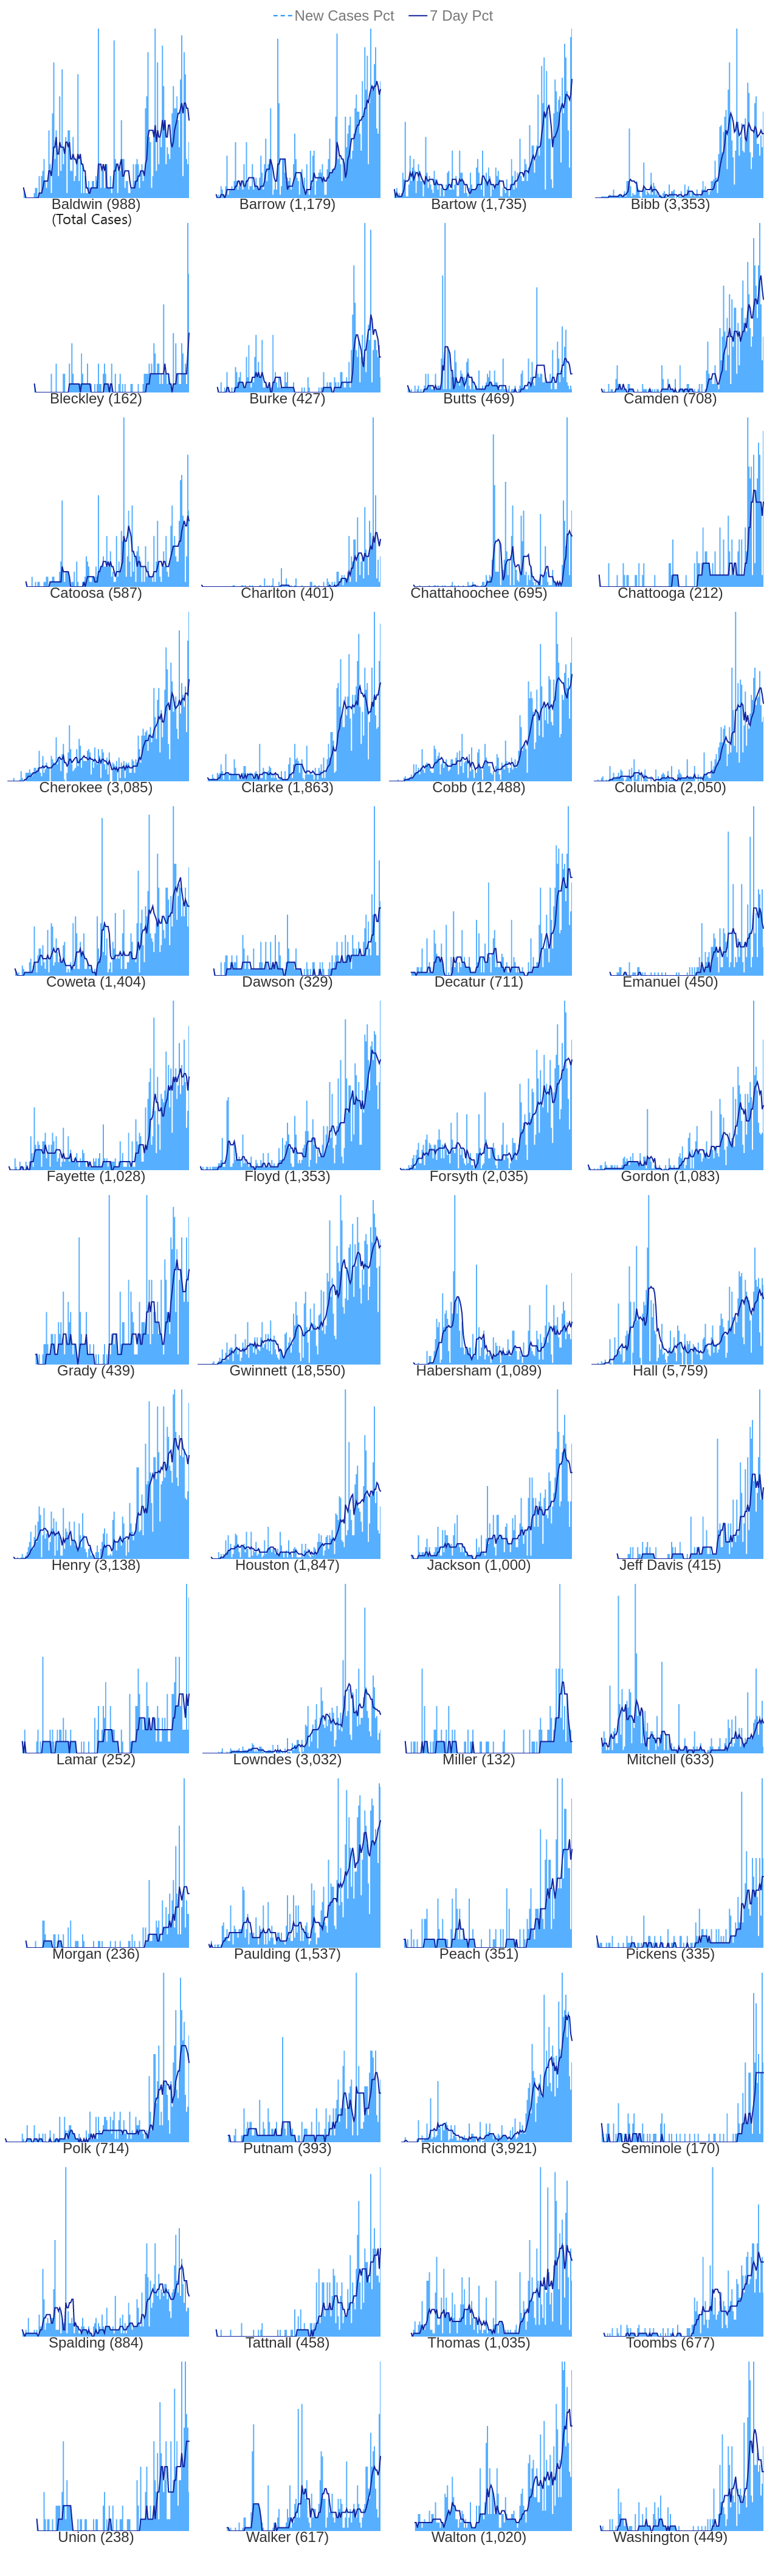 New Cases Pct 7 Day Pct
Baldwin (988) Barrow (1,179) Bartow (1,735) Bibb (3,353)
(Total Cases)
Bleckley (162) Burke (427) Butts (469) Camden (708)
Catoosa (587) Charlton (401) Chattahoochee (695) Chattooga (212)
Cherokee (3,085) Clarke (1,863) Cobb (12,488) Columbia (2,050)
Coweta (1,404) Dawson (329) Decatur (711) Emanuel (450)
Fayette (1,028) Floyd (1,353) Forsyth (2,035) Gordon (1,083)
Grady (439) Gwinnett (18,550) Habersham (1,089) Hall (5,759)
Henry (3,138) Houston (1,847) Jackson (1,000) Jeff Davis (415)
Lamar (252) Lowndes (3,032) Miller (132) Mitchell (633)
Morgan (236) Paulding (1,537) Peach (351) Pickens (335)
Polk (714) Putnam (393) Richmond (3,921) Seminole (170)
Spalding (884) Tattnall (458) Thomas (1,035) Toombs (677)
Union (238) Walker (617) Walton (1,020) Washington (449)